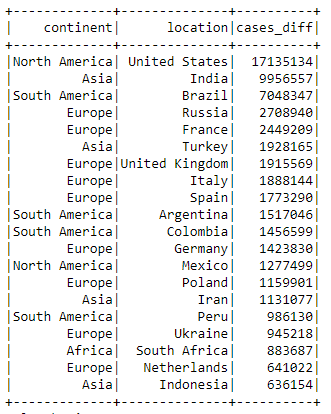 +-------------+--------------+----------+
|    continent|      location|cases_diff|
+-------------+--------------+----------+
|North America| United States|  17135134|
|         Asia|         India|   9956557|
|South America|        Brazil|   7048347|
|       Europe|        Russia|   2708940|
|       Europe|        France|   2449209|
|         Asia|        Turkey|   1928165|
|       Europe|United Kingdom|   1915569|
|       Europe|         Italy|   1888144|
|       Europe|         Spain|   1773290|
|South America|     Argentina|   1517046|
|South America|      Colombia|   1456599|
|       Europe|       Germany|   1423830|
|North America|        Mexico|   1277499|
|       Europe|        Poland|   1159901|
|         Asia|          Iran|   1131077|
|South America|          Peru|    986130|
|       Europe|       Ukraine|    945218|
|       Africa|  South Africa|    883687|
|       Europe|   Netherlands|    641022|
|         Asia|     Indonesia|    636154|
+-------------+--------------+----------+